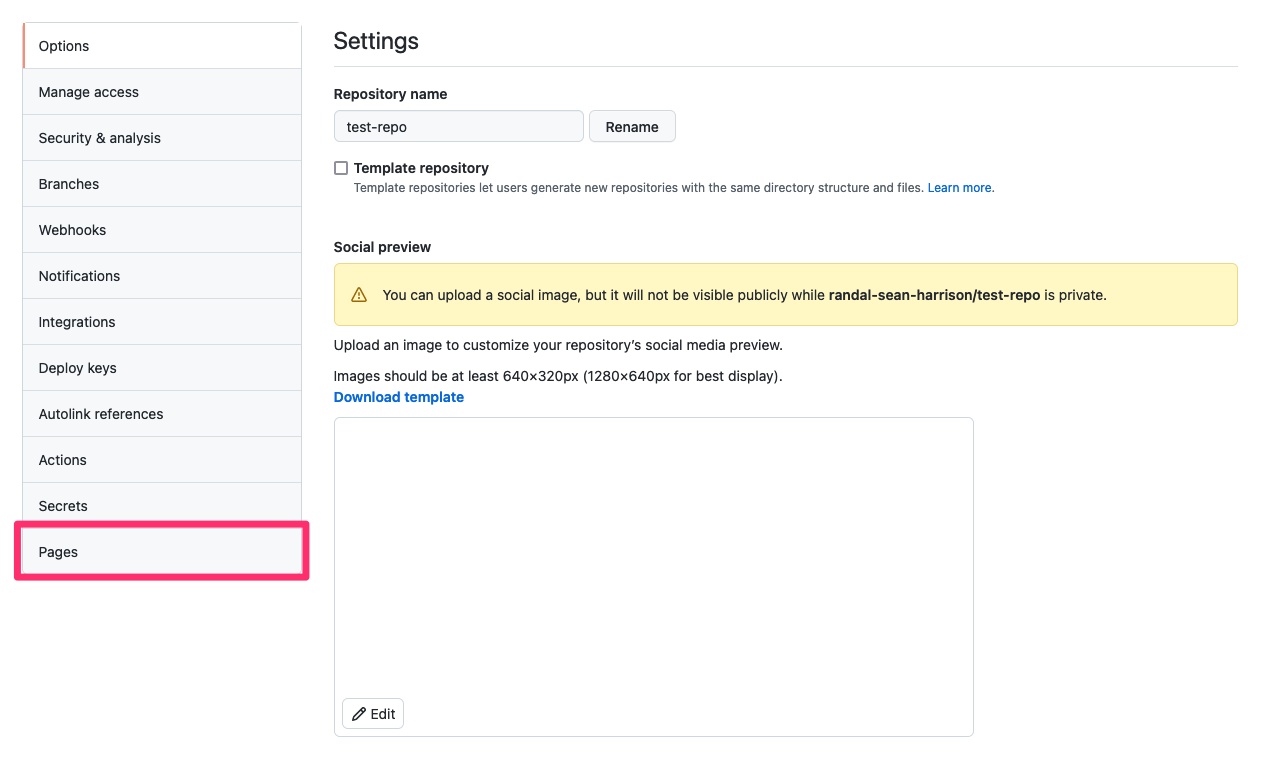 Options
Manage access
Security & analysis
Branches
Webhooks
Notifications
Integrations
Deploy keys
Autolink references
Actions
Secrets
Pages
Settings
Repository name
test-repo
Rename
Template repository
Template repositories let users generate new repositories with the same directory structure and files. Learn more.
Social preview
You can upload a social image, but it will not be visible publicly while randal-sean-harrison/test-repo is private.
Upload an image to customize your repository’s social media preview.
Images should be at least 640×320px (1280×640px for best display).
Download template
Edit